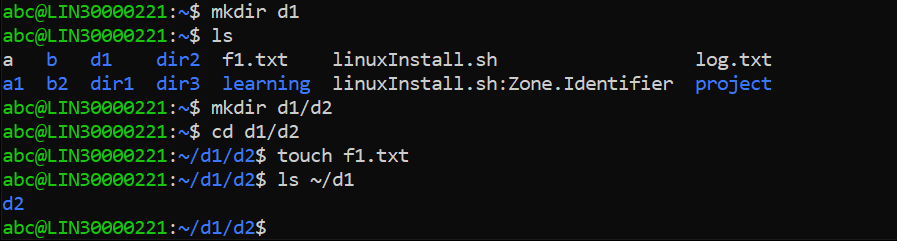 abc@LIN30000221:~$ mkdir d1
abc@LIN30000221:~$ ls
a   b   d1    dir2  f1.txt    linuxInstall.sh                  log.txt
a1  b2  dir1  dir3  learning  linuxInstall.sh:Zone.Identifier  project
abc@LIN30000221:~$ mkdir d1/d2
abc@LIN30000221:~$ cd d1/d2
abc@LIN30000221:~/d1/d2$ touch f1.txt
abc@LIN30000221:~/d1/d2$ ls ~/d1
d2
abc@LIN30000221:~/d1/d2$